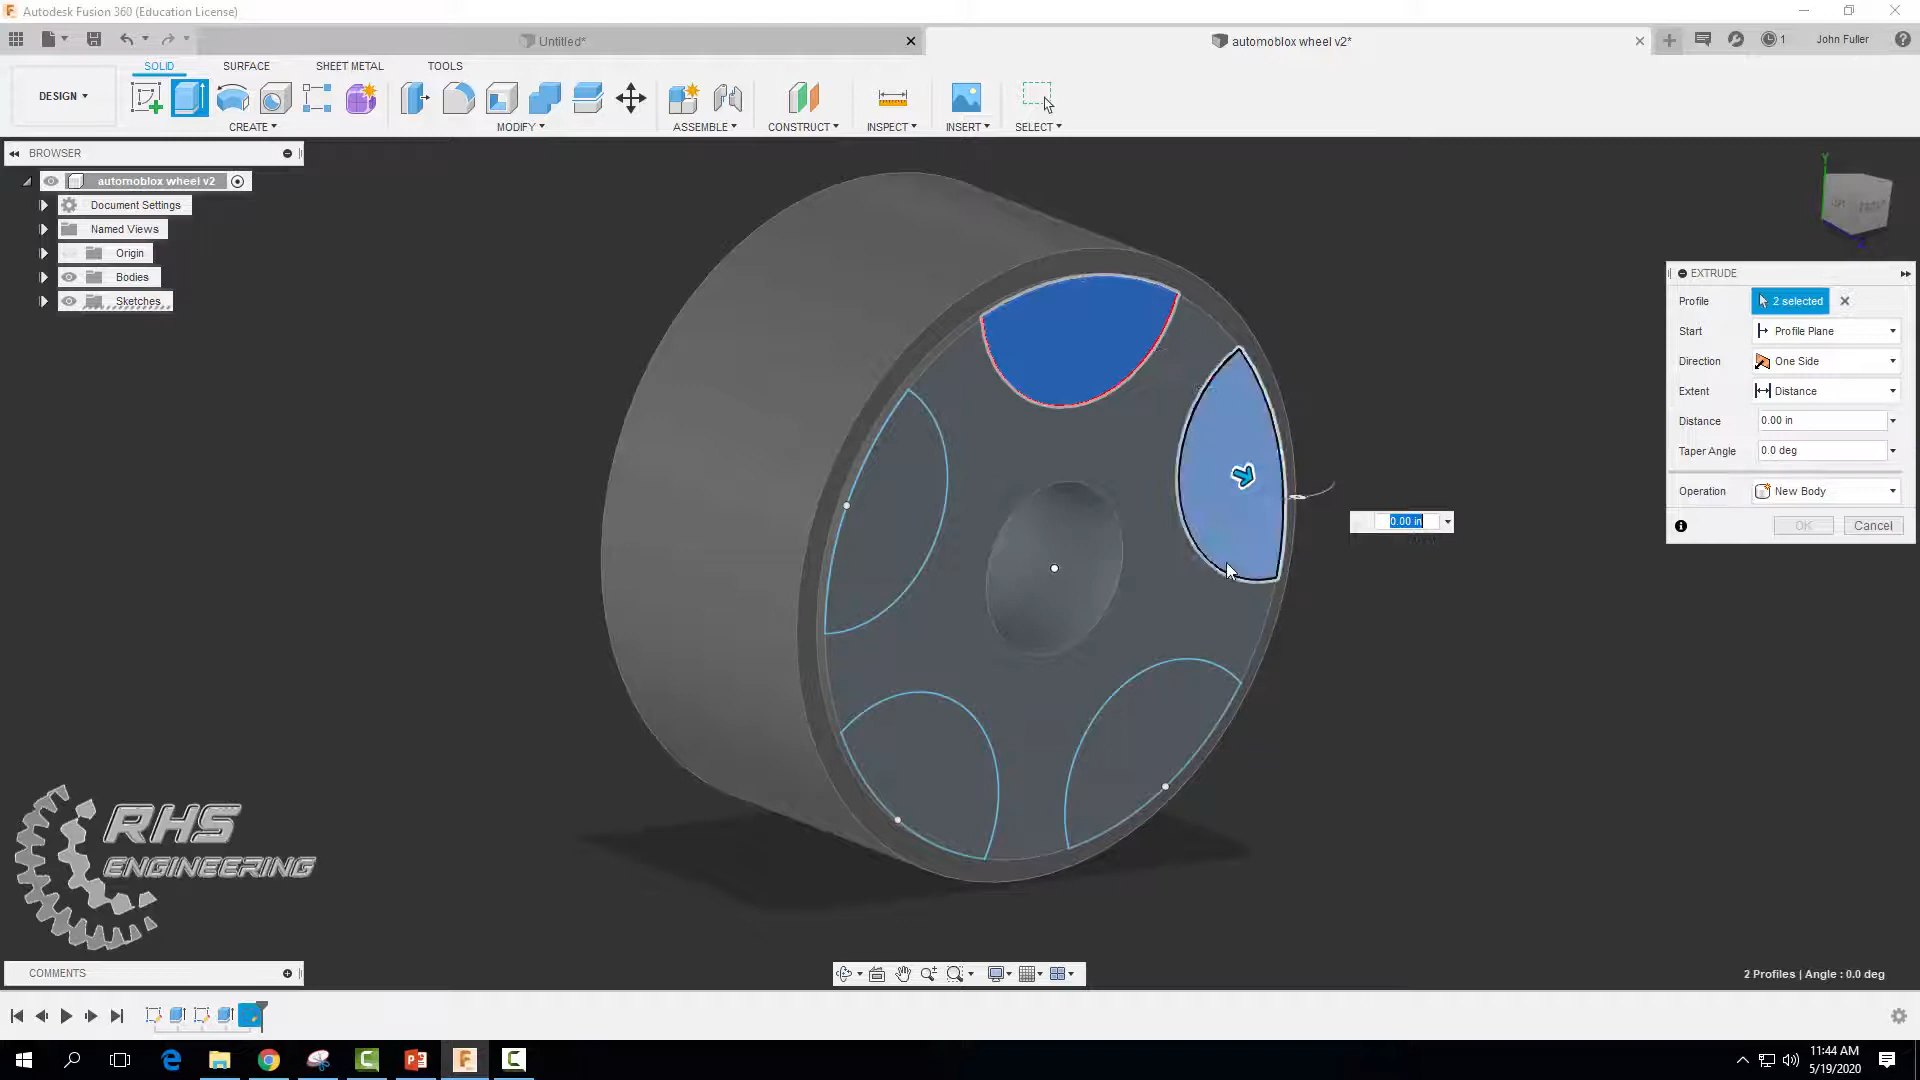 Autodesk Fusion 360 (Education License)
Untitled*
automoblox wheel v2*
1
John Fuller
SOLID
SURFACE
SHEET METAL
TOOLS
DESIGN
CREATE
MODIFY
ASSEMBLE
CONSTRUCT
INSPECT
INSERT
SELECT
BROWSER
automoblox wheel v2
Document Settings
Named Views
Origin
Bodies
Sketches
Y
EXTRUDE
Profile
2 selected
Start
Profile Plane
Direction
One Side
Extent
Distance
Distance
0.00 in
Taper Angle
0.0 deg
Operation
New Body
OK
Cancel
0.00 in
RHS
ENGINEERING
COMMENTS
2 Profiles | Angle : 0.0 deg
11:44 AM
5/19/2020